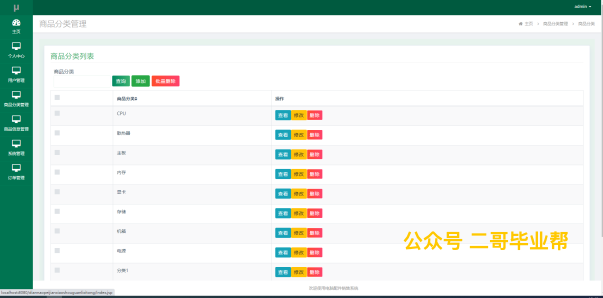 μ
admin
主页
个人中心
用户管理
商品分类管理
商品信息管理
系统管理
订单管理
商品分类管理
主页 > 商品分类管理 > 商品分类
商品分类列表
商品分类
查询 添加 批量删除
商品分类 操作
CPU 查看 修改 删除
散热器 查看 修改 删除
主板 查看 修改 删除
内存 查看 修改 删除
显卡 查看 修改 删除
存储 查看 修改 删除
机箱 查看 修改 删除
电源 查看 修改 删除
分类1 查看 修改 删除
公众号 二哥毕业帮